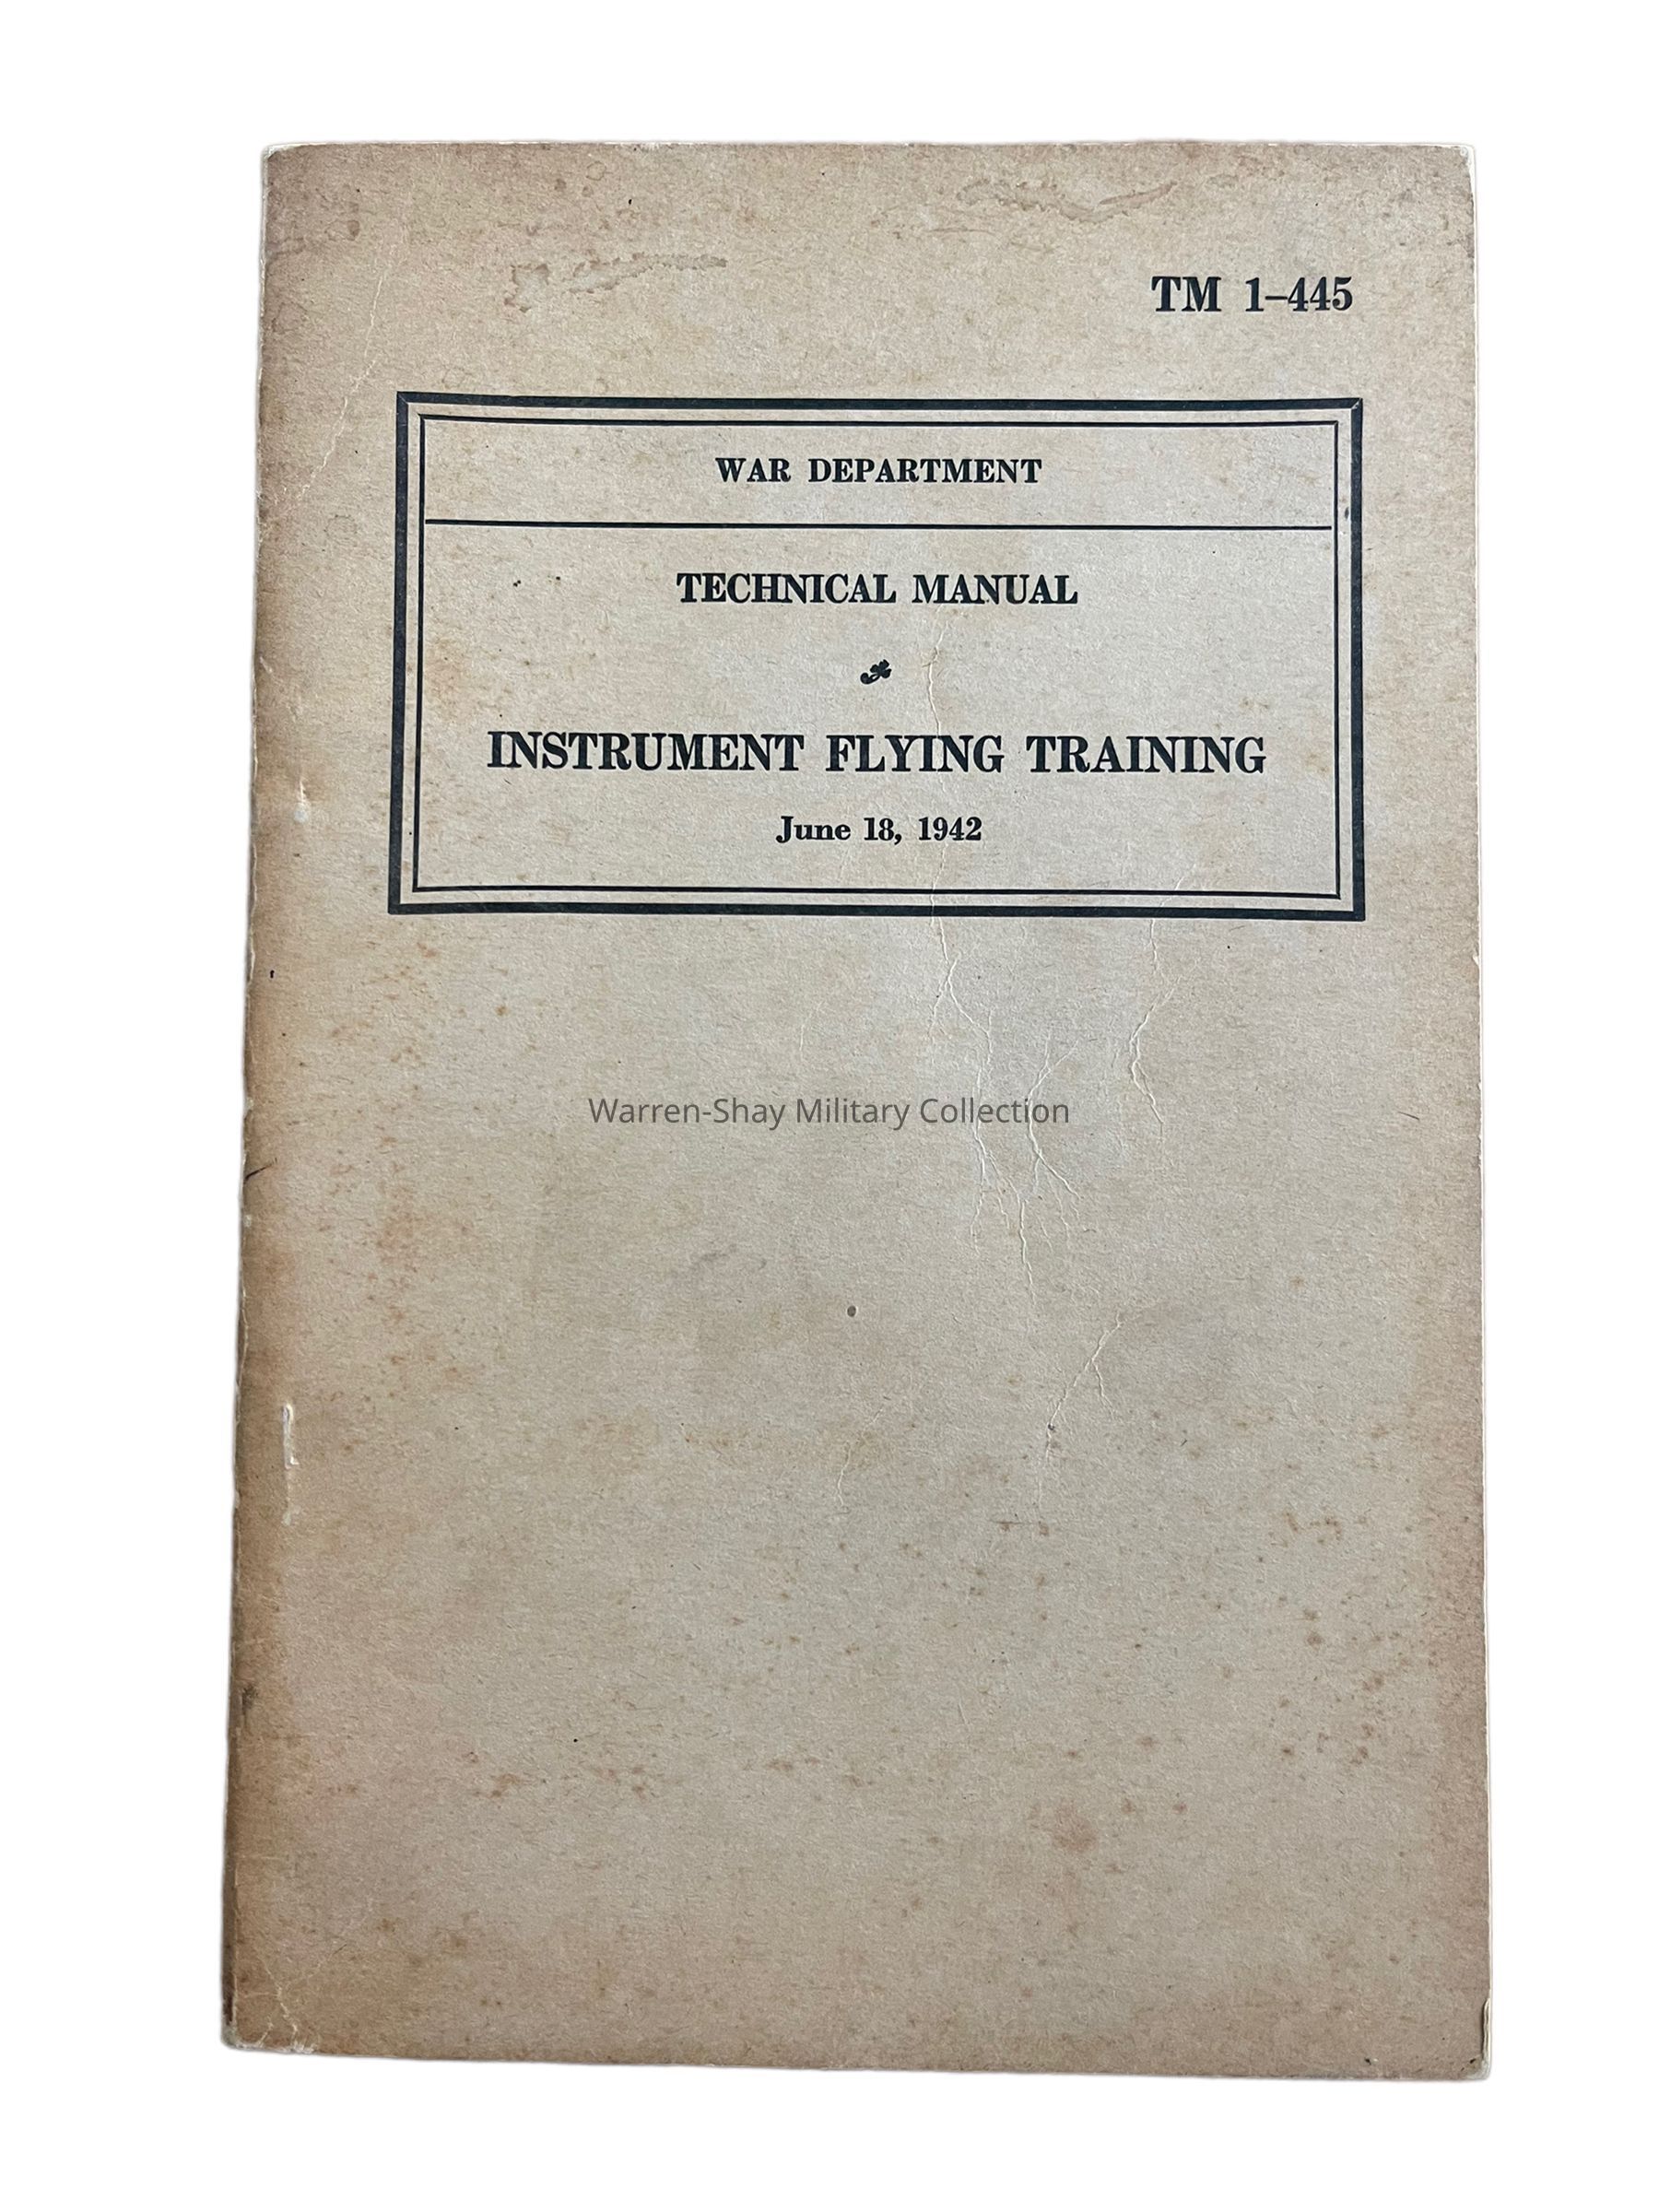 TM 1–445
WAR DEPARTMENT
TECHNICAL MANUAL
INSTRUMENT FLYING TRAINING
June 18, 1942
Warren-Shay Military Collection